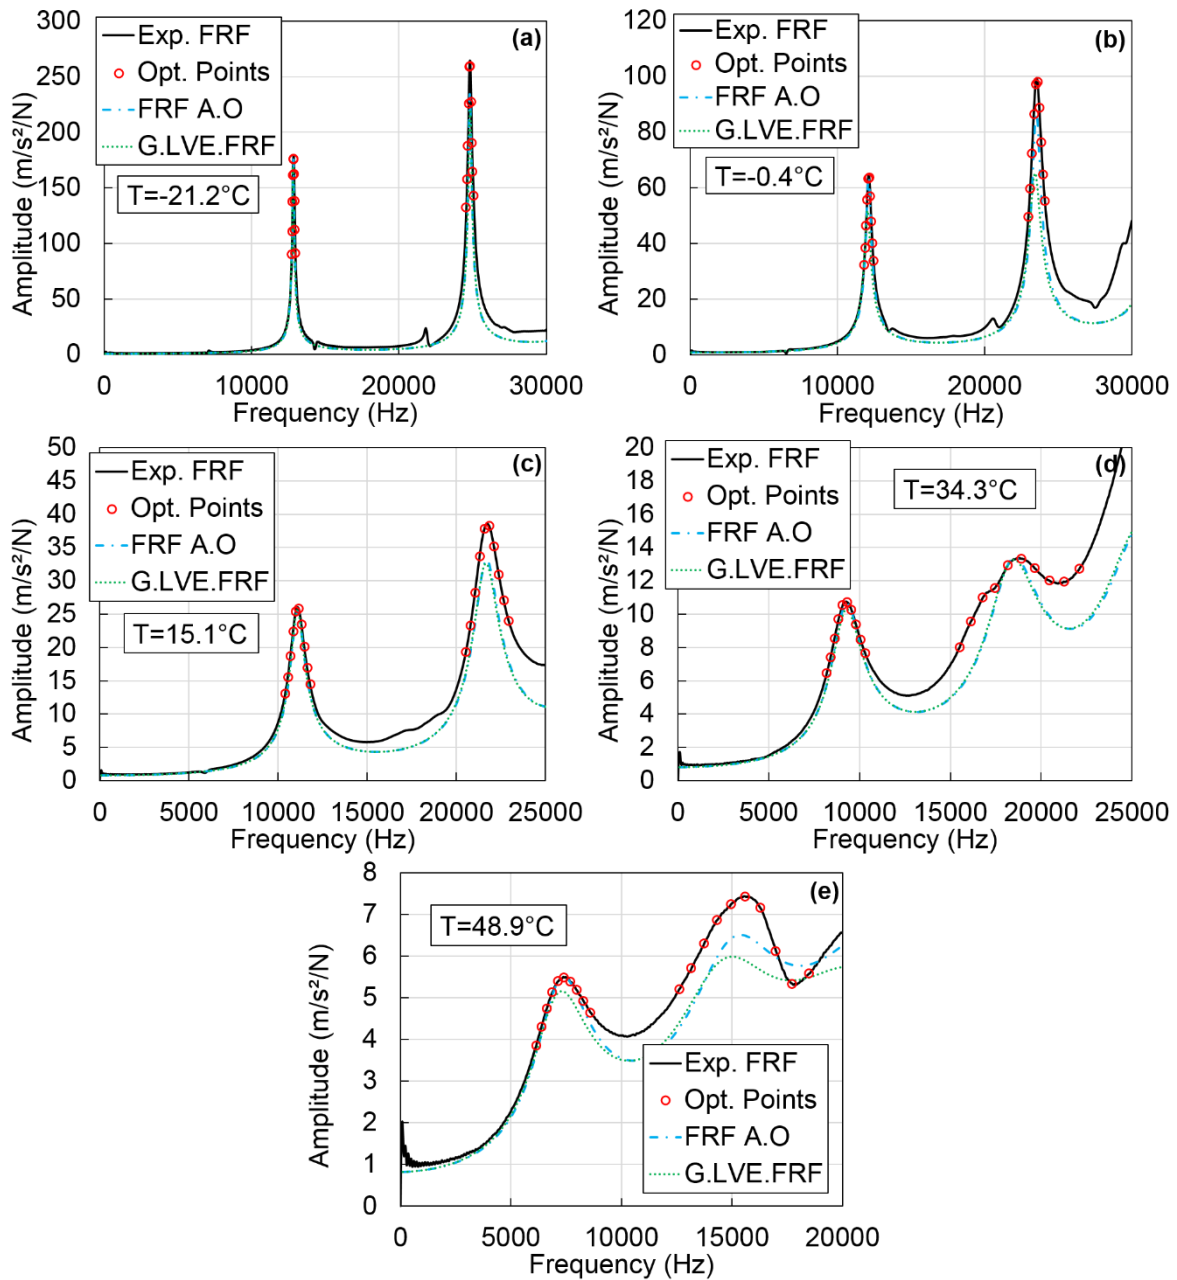 (a)
Exp. FRF
Opt. Points
FRF A.O
G.LVE.FRF
T=-21.2°C
Amplitude (m/s²/N)
300
250
200
150
100
50
0
0 10000 20000 30000
Frequency (Hz)
(b)
Exp. FRF
Opt. Points
FRF A.O
G.LVE.FRF
T=-0.4°C
Amplitude (m/s²/N)
120
100
80
60
40
20
0
0 10000 20000 30000
Frequency (Hz)
(c)
Exp. FRF
Opt. Points
FRF A.O
G.LVE.FRF
T=15.1°C
Amplitude (m/s²/N)
50
45
40
35
30
25
20
15
10
5
0
0 5000 10000 15000 20000 25000
Frequency (Hz)
(d)
Exp. FRF
Opt. Points
FRF A.O
G.LVE.FRF
T=34.3°C
Amplitude (m/s²/N)
20
18
16
14
12
10
8
6
4
2
0
0 5000 10000 15000 20000 25000
Frequency (Hz)
(e)
T=48.9°C
Exp. FRF
Opt. Points
FRF A.O
G.LVE.FRF
Amplitude (m/s²/N)
8
7
6
5
4
3
2
1
0
0 5000 10000 15000 20000
Frequency (Hz)